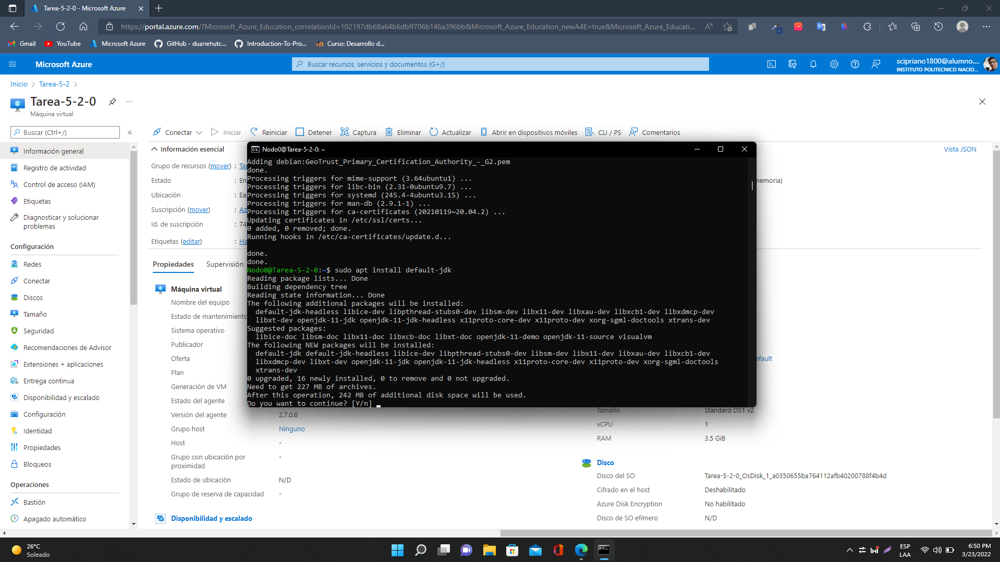 Tarea-5-2-0 - Microsoft Azure
https://portal.azure.com/?Microsoft_Azure_Education_correlationId=102197db68a64b6dbff706b146a396bb&Microsoft_Azure_Education_newA4E=true&Microsoft_Azure_Educati...
Gmail
YouTube
Microsoft Azure
GitHub - duanehutc...
Introduction-To-Pro...
Curso: Desarrollo d...
Microsoft Azure
Buscar recursos, servicios y documentos (G+/)
scipriano1800@alumno....
INSTITUTO POLITECNICO NACIO...
Inicio > Tarea-5-2 >
Tarea-5-2-0
Máquina virtual
Buscar (Ctrl+/)
Conectar
Iniciar
Reiniciar
Detener
Captura
Eliminar
Actualizar
Abrir en dispositivos móviles
CLI / PS
Comentarios
Información general
Registro de actividad
Control de acceso (IAM)
Etiquetas
Diagnosticar y solucionar
problemas
Configuración
Redes
Conectar
Discos
Tamaño
Seguridad
Recomendaciones de Advisor
Extensiones + aplicaciones
Entrega continua
Disponibilidad y escalado
Configuración
Identidad
Propiedades
Bloqueos
Operaciones
Bastión
Apagado automático
Información esencial
Vista JSON
Grupo de recursos (mover) : Tar
Estado : En
Ubicación : Eas
Suscripción (mover) : Az
Id. de suscripción : 74
Etiquetas (editar) : Ha
memoria)
Propiedades
Supervisión
Máquina virtual
Nombre del equipo
Estado de mantenimiento
Sistema operativo
Publicador
Oferta
Plan
Generación de VM
Estado del agente
Versión del agente 2.7.0.6
Grupo host Ninguno
Host -
Grupo con ubicación por
proximidad -
Estado de ubicación N/D
Grupo de reserva de capacidad -
Disponibilidad y escalado
Nodo0@Tarea-5-2-0: ~
Adding debian:GeoTrust_Primary_Certification_Authority_-_G2.pem
done.
Processing triggers for mime-support (3.64ubuntu1) ...
Processing triggers for libc-bin (2.31-0ubuntu9.7) ...
Processing triggers for systemd (245.4-4ubuntu3.15) ...
Processing triggers for man-db (2.9.1-1) ...
Processing triggers for ca-certificates (20210119~20.04.2) ...
Updating certificates in /etc/ssl/certs...
0 added, 0 removed; done.
Running hooks in /etc/ca-certificates/update.d...
done.
done.
Nodo0@Tarea-5-2-0:~$ sudo apt install default-jdk
Reading package lists... Done
Building dependency tree
Reading state information... Done
The following additional packages will be installed:
default-jdk-headless libice-dev libpthread-stubs0-dev libsm-dev libx11-dev libxau-dev libxcb1-dev libxdmcp-dev
libxt-dev openjdk-11-jdk openjdk-11-jdk-headless x11proto-core-dev x11proto-dev xorg-sgml-doctools xtrans-dev
Suggested packages:
libice-doc libsm-doc libx11-doc libxcb-doc libxt-doc openjdk-11-demo openjdk-11-source visualvm
The following NEW packages will be installed:
default-jdk default-jdk-headless libice-dev libpthread-stubs0-dev libsm-dev libx11-dev libxau-dev libxcb1-dev
libxdmcp-dev libxt-dev openjdk-11-jdk openjdk-11-jdk-headless x11proto-core-dev x11proto-dev xorg-sgml-doctools
xtrans-dev
0 upgraded, 16 newly installed, 0 to remove and 0 not upgraded.
Need to get 227 MB of archives.
After this operation, 242 MB of additional disk space will be used.
Do you want to continue? [Y/n]
efault
Tamaño Standard DS1 v2
vCPU 1
RAM 3.5 GiB
Disco
Disco del SO Tarea-5-2-0_OsDisk_1_a0350655ba764112afb40200788f4b4d
Cifrado en el host Deshabilitado
Azure Disk Encryption No habilitado
Disco de SO efímero N/D
26°C
Soleado
ESP
LAA
6:50 PM
3/23/2022